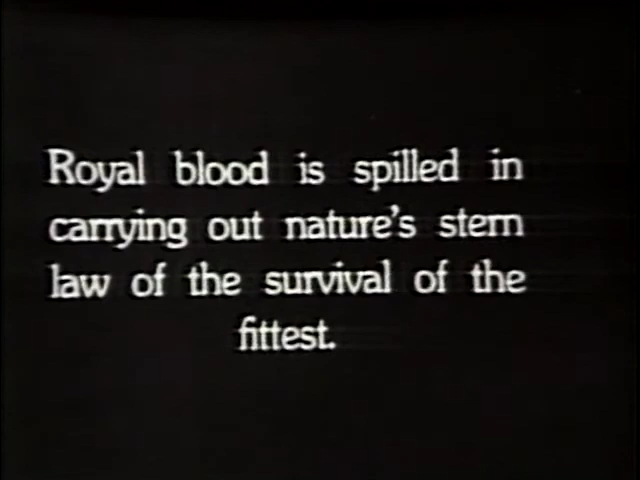 Royal blood is spilled in
carrying out nature's stern
law of the survival of the
fittest.